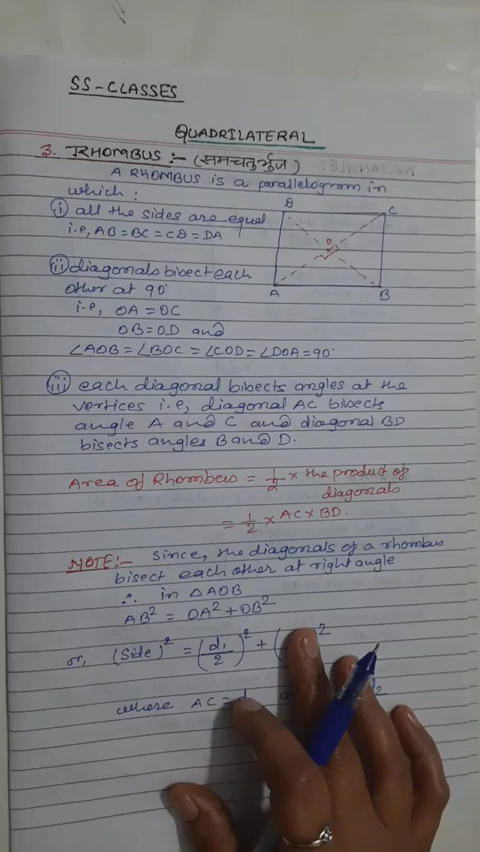 SS-CLASSES
QUADRILATERAL
3. RHOMBUS :- (समचतुर्भुज)
A RHOMBUS is a parallelogram in
which :
(i) all the sides are equal
i.e, AB = BC = CD = DA
D
C
O
A
B
(ii) diagonals bisect each
other at 90°
i.e, OA = OC
OB = OD and
∠AOB = ∠BOC = ∠COD = ∠DOA = 90°
(iii) each diagonal bisects angles at the
vertices i.e, diagonal AC bisects
angle A and C and diagonal BD
bisects angles B and D.
Area of Rhombus = 1/2 × the product of
diagonals
= 1/2 × AC × BD.
NOTE:- Since, the diagonals of a rhombus
bisect each other at right angle
∴ in △AOB
AB² = OA² + OB²
or, (Side)² = (d₁/2)² + ( ²
where AC =